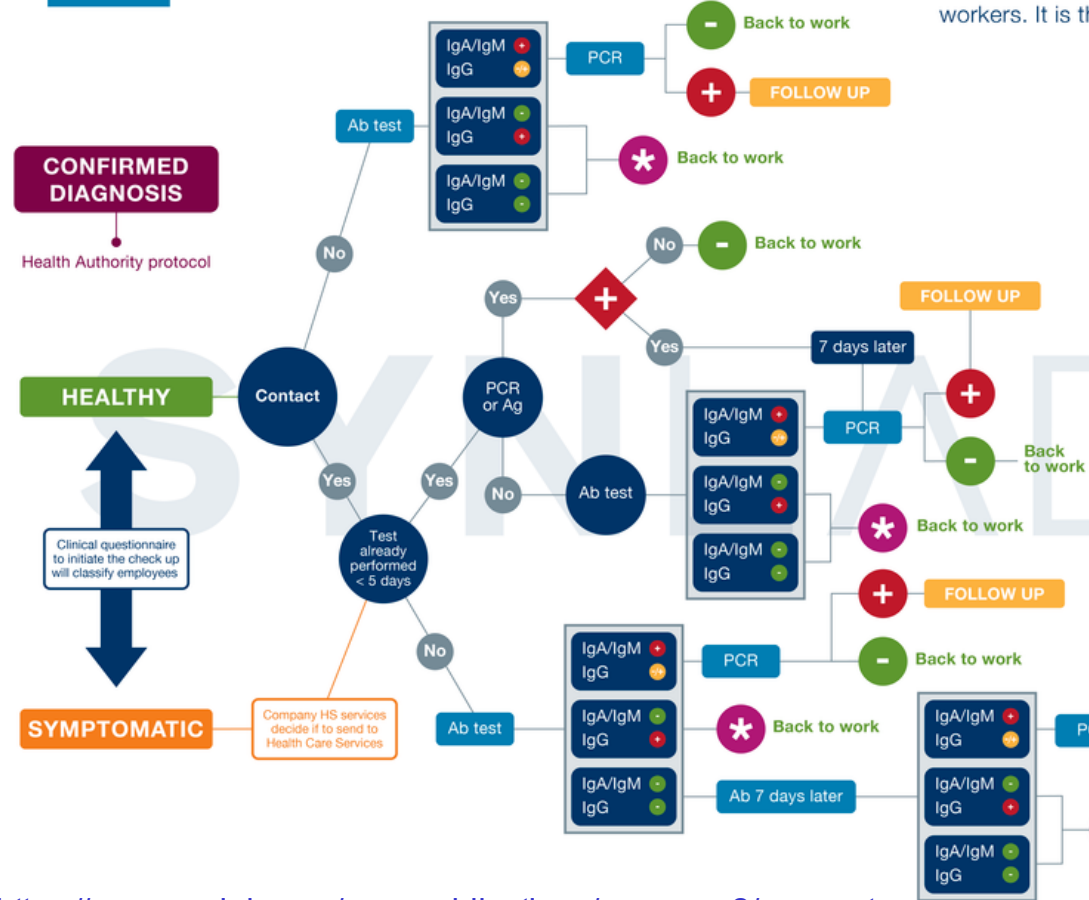 workers. It is th
IgA/IgM +
IgG -/+
IgA/IgM -
IgG +
IgA/IgM -
IgG -
PCR
- Back to work
+ FOLLOW UP
* Back to work
Ab test
CONFIRMED
DIAGNOSIS
Health Authority protocol
No
No - Back to work
Yes
+
Yes
7 days later
FOLLOW UP
HEALTHY
Contact
PCR
or Ag
IgA/IgM +
IgG -/+
IgA/IgM -
IgG +
IgA/IgM -
IgG -
PCR
+
- Back
to work
* Back to work
SYNLAB
Yes
Yes
No
Ab test
Clinical questionnaire
to initiate the check up
will classify employees
Test
already
performed
< 5 days
No
+ FOLLOW UP
- Back to work
IgA/IgM +
IgG -/+
IgA/IgM -
IgG +
IgA/IgM -
IgG -
PCR
* Back to work
Ab 7 days later
SYMPTOMATIC
Company HS services
decide if to send to
Health Care Services
Ab test
IgA/IgM +
IgG -/+
IgA/IgM -
IgG +
IgA/IgM -
IgG -
P